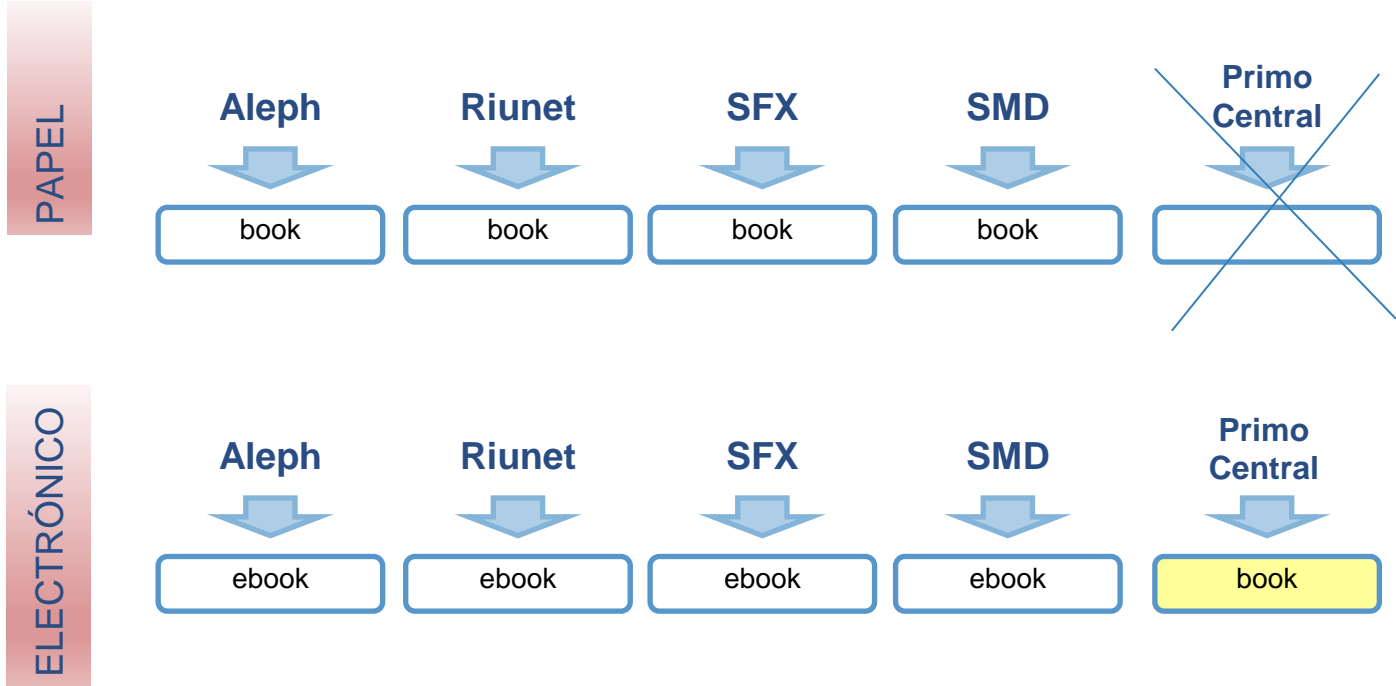 PAPEL
Aleph
Riunet
SFX
SMD
Primo
Central
book
book
book
book
ELECTRÓNICO
Aleph
Riunet
SFX
SMD
Primo
Central
ebook
ebook
ebook
ebook
book